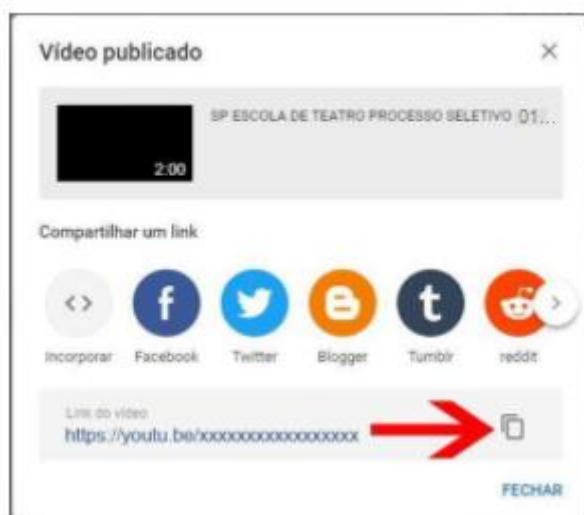 Vídeo publicado
SP ESCOLA DE TEATRO PROCESSO SELETIVO 01...
2:00
Compartilhar um link
Incorporar Facebook Twitter Blogger Tumblr reddit
Link do vídeo
https://youtu.be/xxxxxxxxxxxxxxxxx
FECHAR